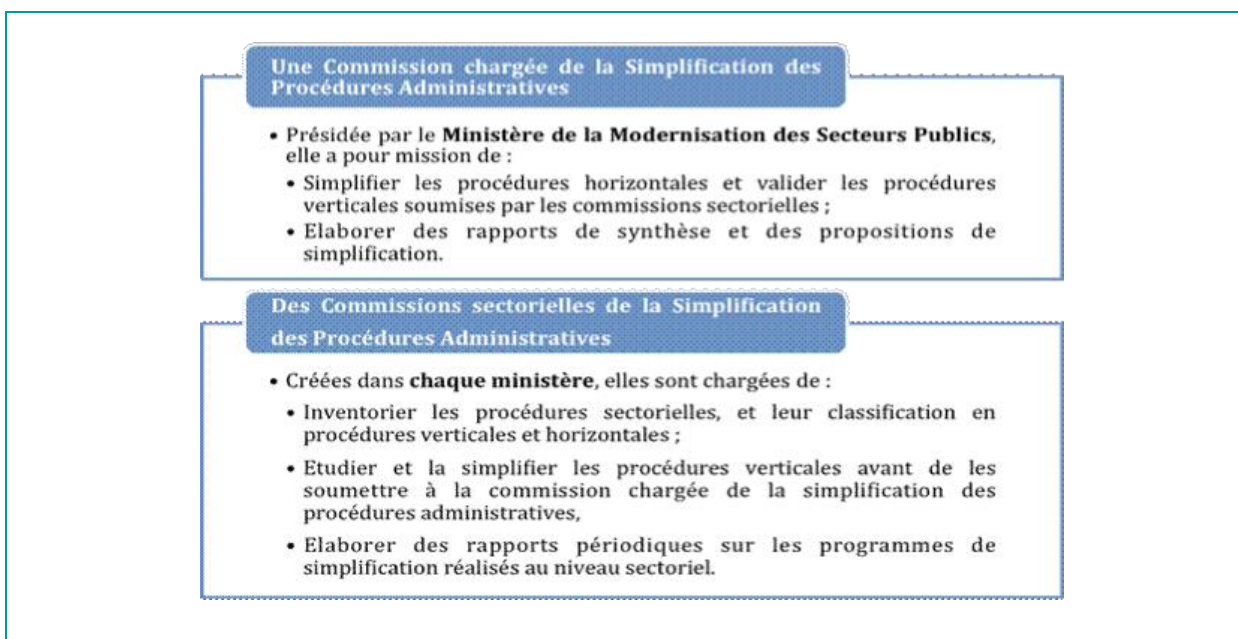 Une Commission chargée de la Simplification des
Procédures Administratives
• Présidée par le Ministère de la Modernisation des Secteurs Publics,
elle a pour mission de :
• Simplifier les procédures horizontales et valider les procédures
verticales soumises par les commissions sectorielles ;
• Elaborer des rapports de synthèse et des propositions de
simplification.
Des Commissions sectorielles de la Simplification
des Procédures Administratives
• Créées dans chaque ministère, elles sont chargées de :
• Inventorier les procédures sectorielles, et leur classification en
procédures verticales et horizontales ;
• Etudier et la simplifier les procédures verticales avant de les
soumettre à la commission chargée de la simplification des
procédures administratives,
• Elaborer des rapports périodiques sur les programmes de
simplification réalisés au niveau sectoriel.